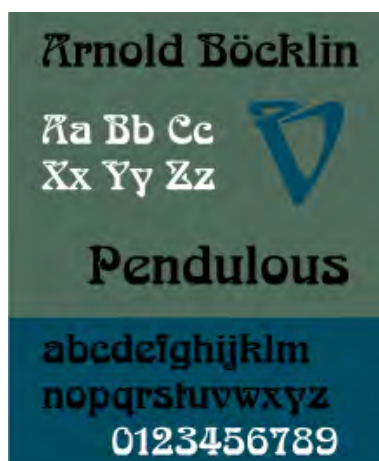 Arnold Böcklin
Aa Bb Cc
Xx Yy Zz
V
Pendulous
abcdefghijklm
nopqrstuvwxyz
0123456789